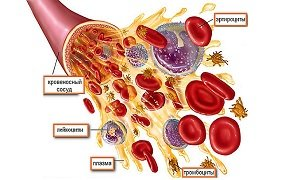 эритроциты
кровеносный
сосуд
лейкоциты
плазма
тромбоциты